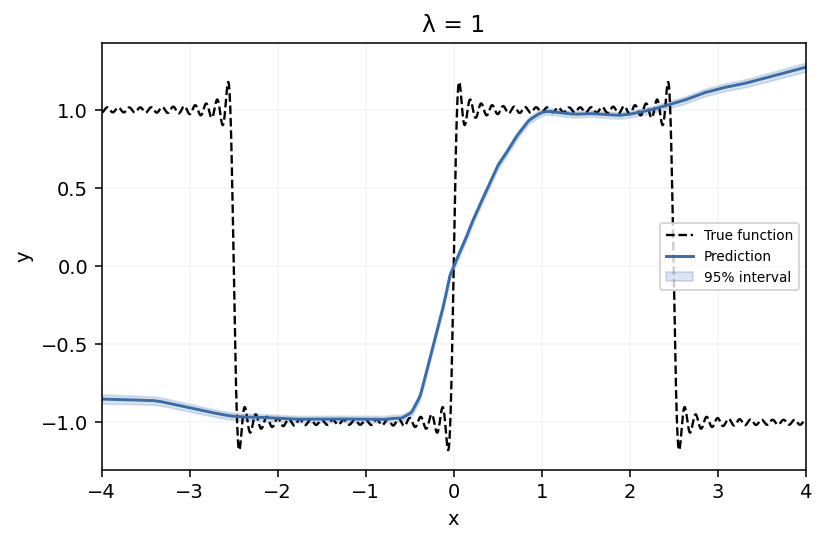 λ = 1
1.0
0.5
0.0
−0.5
−1.0
y
True function
Prediction
95% interval
−4 −3 −2 −1 0 1 2 3 4
x